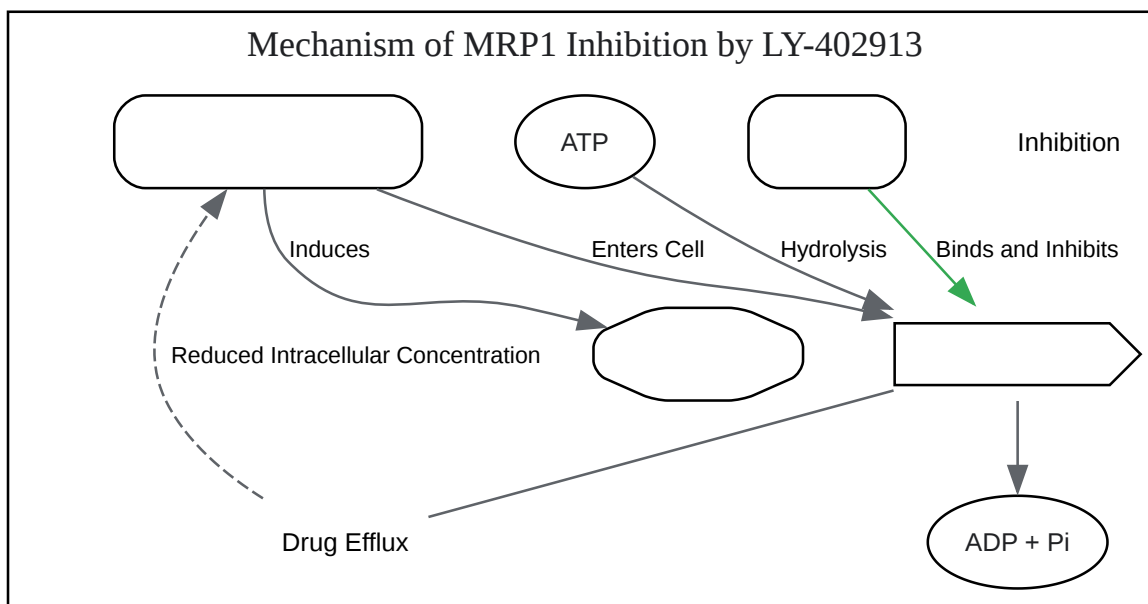 Mechanism of MRP1 Inhibition by LY-402913
ATP
Inhibition
Induces
Enters Cell
Hydrolysis
Binds and Inhibits
Reduced Intracellular Concentration
Drug Efflux
ADP + Pi